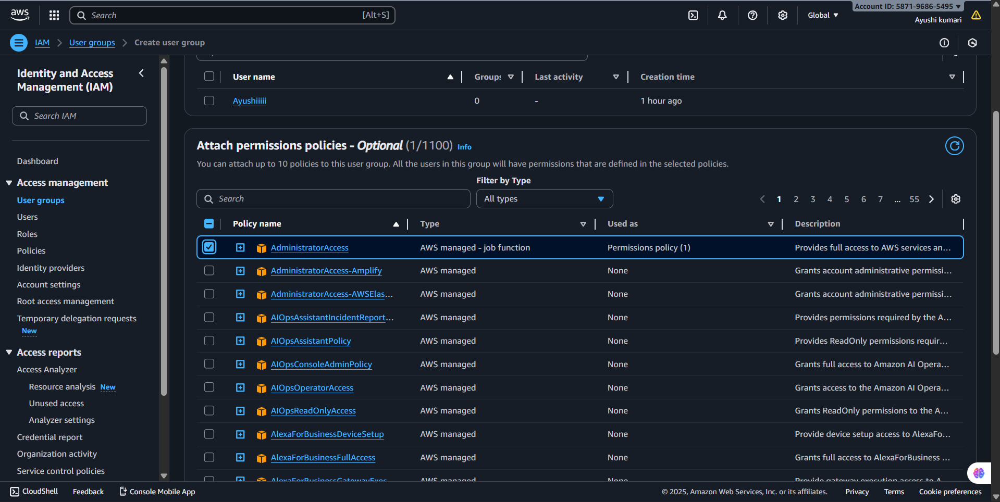 aws
Search [Alt+S]
Global
Account ID: 5871-9686-5495
Ayushi kumari
IAM
User groups
Create user group
Identity and Access
Management (IAM)
Search IAM
Dashboard
Access management
User groups
Users
Roles
Policies
Identity providers
Account settings
Root access management
Temporary delegation requests
New
Access reports
Access Analyzer
Resource analysis New
Unused access
Analyzer settings
Credential report
Organization activity
Service control policies
User name Groups Last activity Creation time
Ayushiiiii 0 - 1 hour ago
Attach permissions policies - Optional (1/1100) Info
You can attach up to 10 policies to this user group. All the users in this group will have permissions that are defined in the selected policies.
Filter by Type
Search All types 1 2 3 4 5 6 7 ... 55
Policy name Type Used as Description
AdministratorAccess AWS managed - job function Permissions policy (1) Provides full access to AWS services an...
AdministratorAccess-Amplify AWS managed None Grants account administrative permissi...
AdministratorAccess-AWSElas... AWS managed None Grants account administrative permissi...
AIOpsAssistantIncidentReport... AWS managed None Provides permissions required by the A...
AIOpsAssistantPolicy AWS managed None Provides ReadOnly permissions requir...
AIOpsConsoleAdminPolicy AWS managed None Grants full access to Amazon AI Opera...
AIOpsOperatorAccess AWS managed None Grants access to the Amazon AI Opera...
AIOpsReadOnlyAccess AWS managed None Grants ReadOnly permissions to the A...
AlexaForBusinessDeviceSetup AWS managed None Provide device setup access to AlexaFo...
AlexaForBusinessFullAccess AWS managed None Grants full access to AlexaForBusiness ...
AlexaForBusinessGatewayExec AWS managed None Provide gateway execution access to A
CloudShell Feedback Console Mobile App © 2025, Amazon Web Services, Inc. or its affiliates. Privacy Terms Cookie preferences